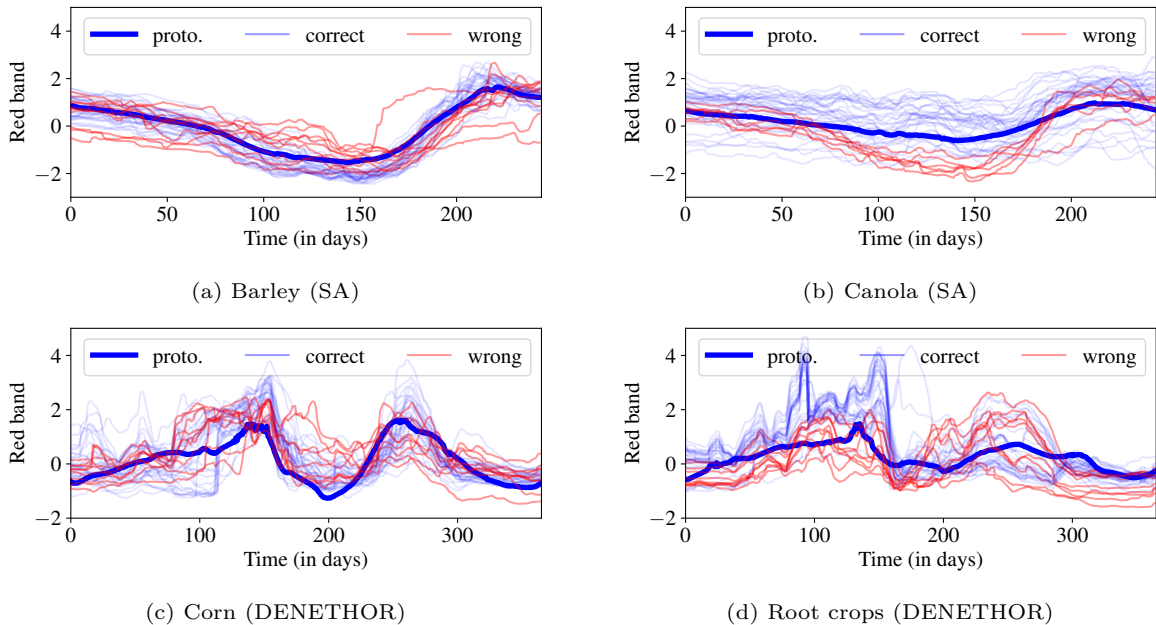 proto. correct wrong
Red band
4
2
0
−2
0 50 100 150 200
Time (in days)
(a) Barley (SA)
proto. correct wrong
Red band
4
2
0
−2
0 50 100 150 200
Time (in days)
(b) Canola (SA)
proto. correct wrong
Red band
4
2
0
−2
0 100 200 300
Time (in days)
(c) Corn (DENETHOR)
proto. correct wrong
Red band
4
2
0
−2
0 100 200 300
Time (in days)
(d) Root crops (DENETHOR)